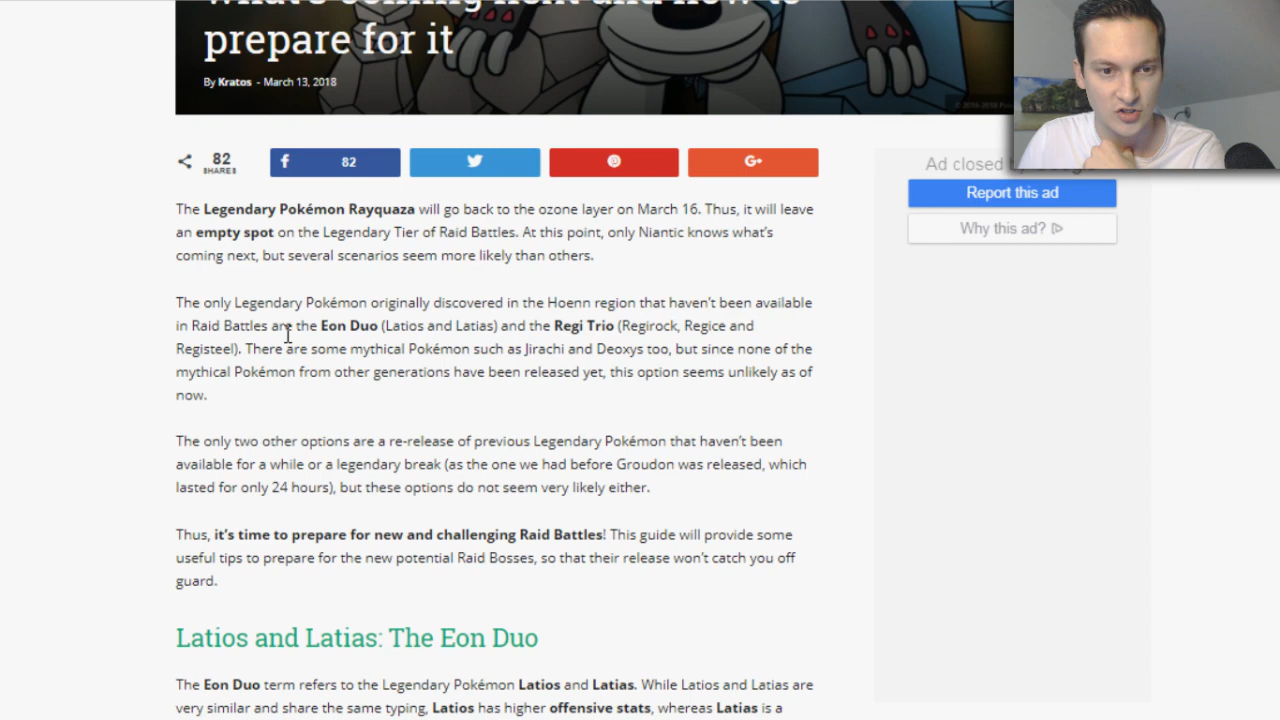 what's coming next and how to
prepare for it
By Kratos - March 13, 2018
82
SHARES
82
G+
Ad closed by
Report this ad
Why this ad?
The Legendary Pokémon Rayquaza will go back to the ozone layer on March 16. Thus, it will leave
an empty spot on the Legendary Tier of Raid Battles. At this point, only Niantic knows what's
coming next, but several scenarios seem more likely than others.
The only Legendary Pokémon originally discovered in the Hoenn region that haven't been available
in Raid Battles are the Eon Duo (Latios and Latias) and the Regi Trio (Regirock, Regice and
Registeel). There are some mythical Pokémon such as Jirachi and Deoxys too, but since none of the
mythical Pokémon from other generations have been released yet, this option seems unlikely as of
now.
The only two other options are a re-release of previous Legendary Pokémon that haven't been
available for a while or a legendary break (as the one we had before Groudon was released, which
lasted for only 24 hours), but these options do not seem very likely either.
Thus, it's time to prepare for new and challenging Raid Battles! This guide will provide some
useful tips to prepare for the new potential Raid Bosses, so that their release won't catch you off
guard.
Latios and Latias: The Eon Duo
The Eon Duo term refers to the Legendary Pokémon Latios and Latias. While Latios and Latias are
very similar and share the same typing, Latios has higher offensive stats, whereas Latias is a